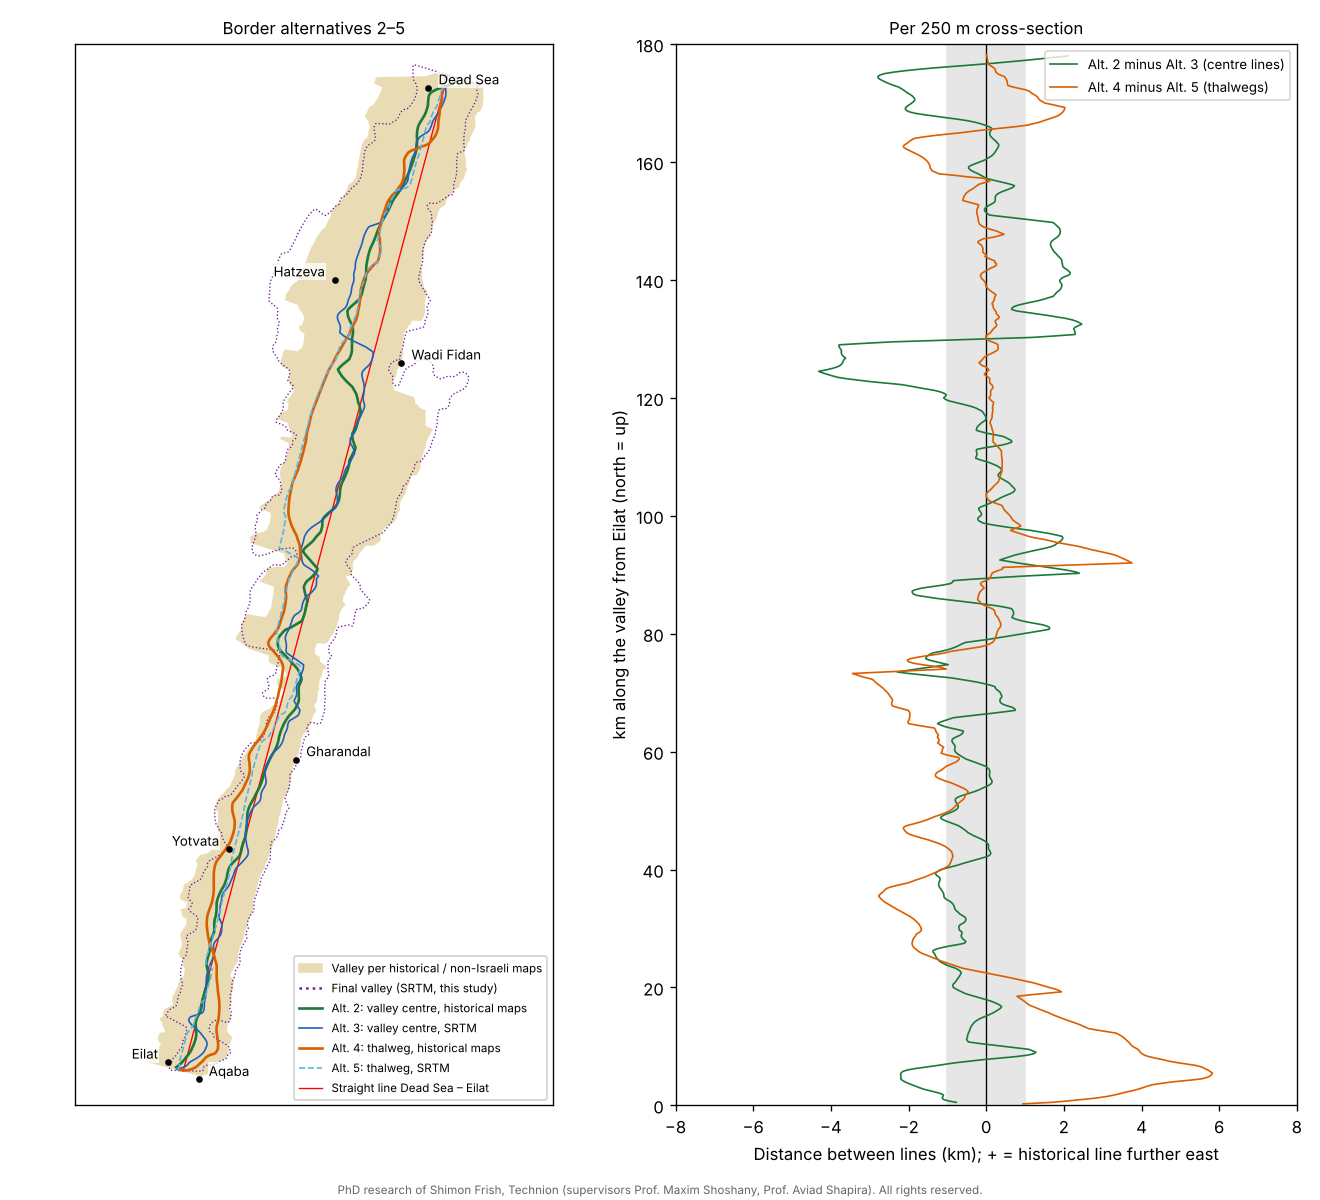 Border alternatives 2–5
Dead Sea
Hatzeva
Wadi Fidan
Gharandal
Yotvata
Eilat
Aqaba
Valley per historical / non-Israeli maps
Final valley (SRTM, this study)
Alt. 2: valley centre, historical maps
Alt. 3: valley centre, SRTM
Alt. 4: thalweg, historical maps
Alt. 5: thalweg, SRTM
Straight line Dead Sea – Eilat
Per 250 m cross-section
Alt. 2 minus Alt. 3 (centre lines)
Alt. 4 minus Alt. 5 (thalwegs)
km along the valley from Eilat (north = up)
180
160
140
120
100
80
60
40
20
0
−8 −6 −4 −2 0 2 4 6 8
Distance between lines (km); + = historical line further east
PhD research of Shimon Frish, Technion (supervisors Prof. Maxim Shoshany, Prof. Aviad Shapira). All rights reserved.